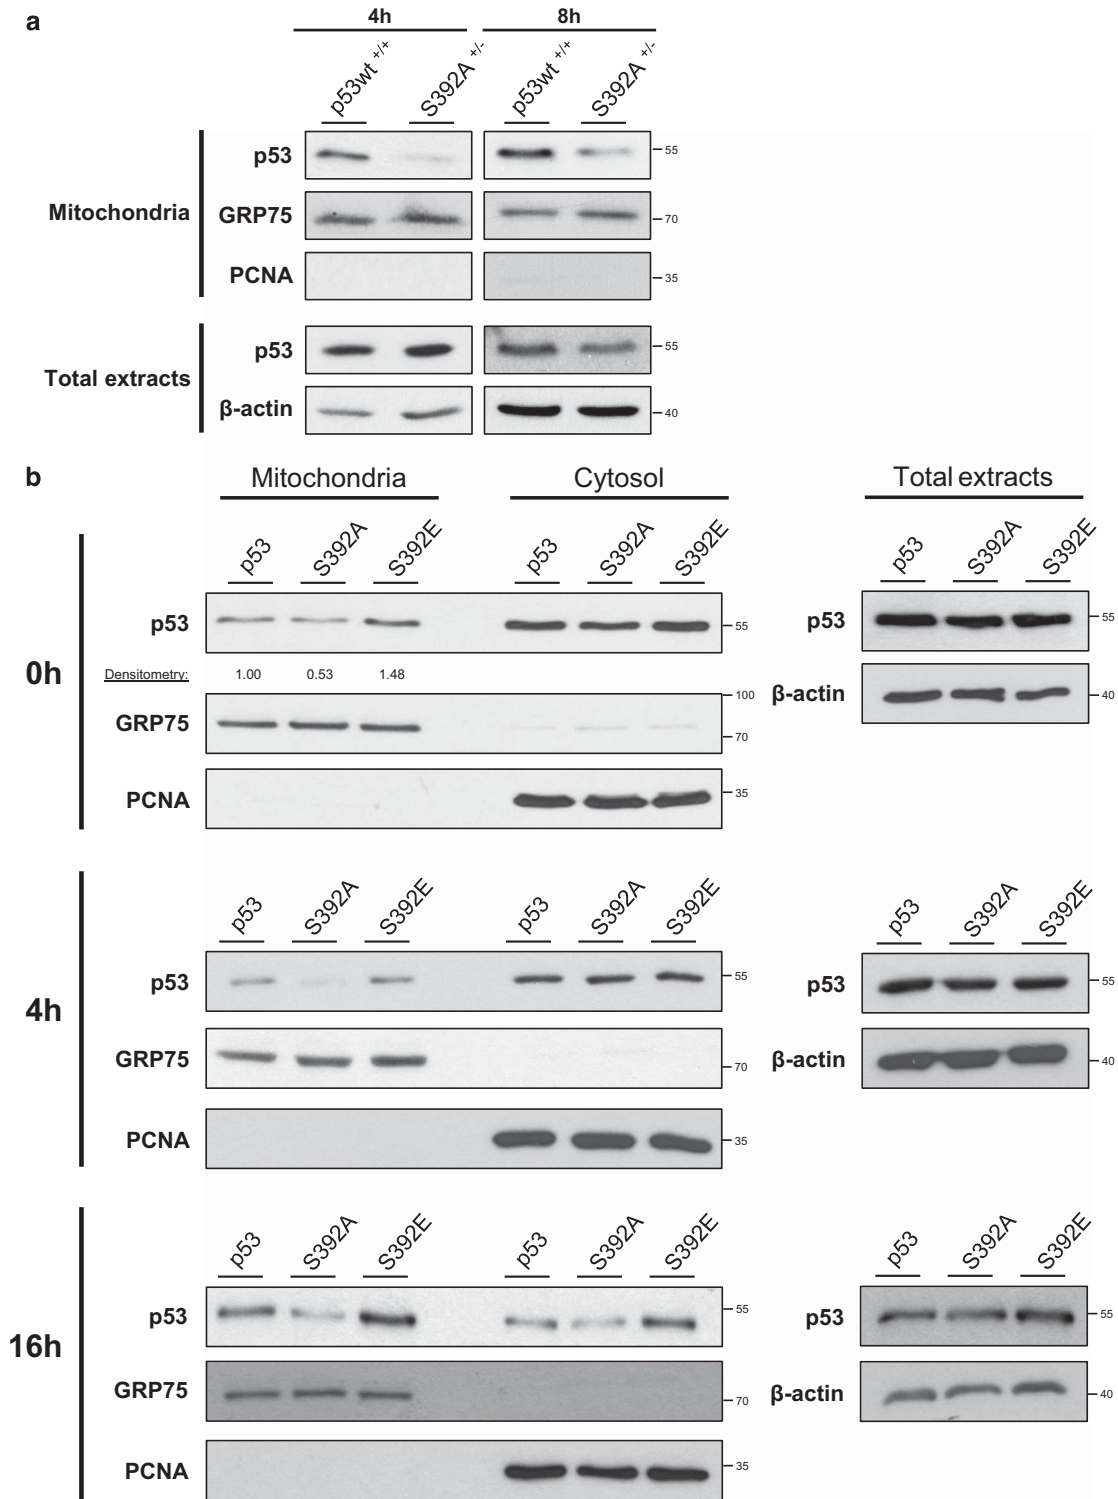 a
4h 8h
p53wt +/+ S392A +/- p53wt +/+ S392A +/-
Mitochondria
p53 55
GRP75 70
PCNA 35
Total extracts
p53 55
β-actin 40
b
Mitochondria Cytosol Total extracts
0h
p53 S392A S392E p53 S392A S392E p53 S392A S392E
p53 55
Densitometry: 1.00 0.53 1.48
GRP75 100 70
PCNA 35
p53 55
β-actin 40
4h
p53 S392A S392E p53 S392A S392E p53 S392A S392E
p53 55
GRP75 70
PCNA 35
p53 55
β-actin 40
16h
p53 S392A S392E p53 S392A S392E p53 S392A S392E
p53 55
GRP75 70
PCNA 35
p53 55
β-actin 40